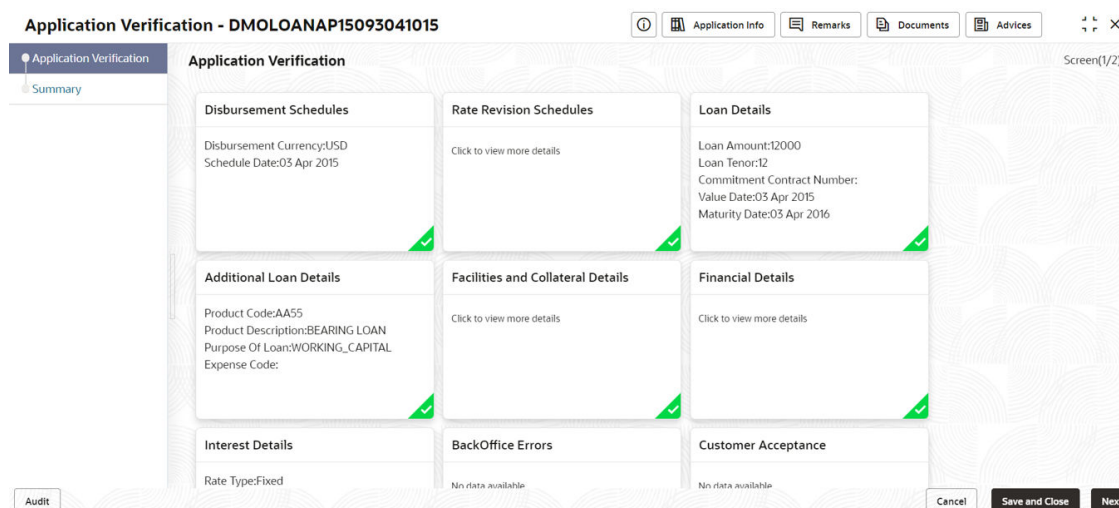 Application Verification - DMOLOANAP15093041015
Application Info
Remarks
Documents
Advices
Application Verification
Summary
Application Verification
Screen(1/2)
Disbursement Schedules
Disbursement Currency:USD
Schedule Date:03 Apr 2015
Rate Revision Schedules
Click to view more details
Loan Details
Loan Amount:12000
Loan Tenor:12
Commitment Contract Number:
Value Date:03 Apr 2015
Maturity Date:03 Apr 2016
Additional Loan Details
Product Code:AA55
Product Description:BEARING LOAN
Purpose Of Loan:WORKING_CAPITAL
Expense Code:
Facilities and Collateral Details
Click to view more details
Financial Details
Click to view more details
Interest Details
Rate Type:Fixed
BackOffice Errors
No data available
Customer Acceptance
No data available
Audit
Cancel
Save and Close
Nex